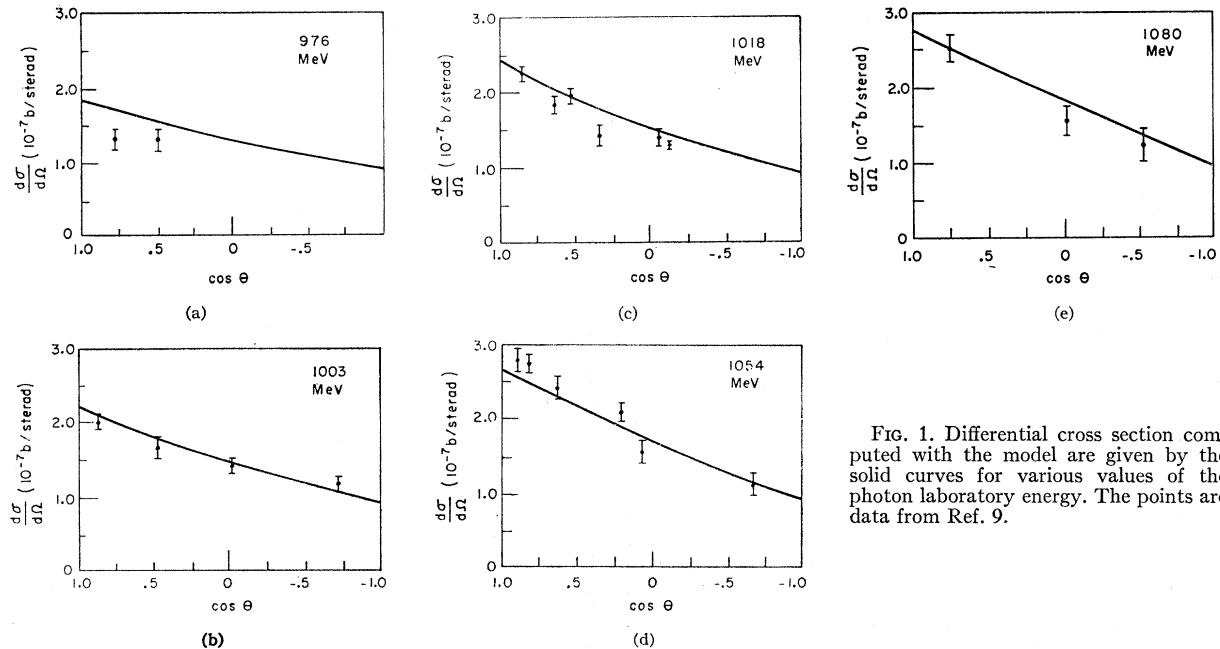 3.0
976
MeV
2.0
1.0
0
dσ/dΩ (10⁻⁷ b/sterad)
1.0 .5 0 -.5
cos θ
(a)
3.0
1003
MeV
2.0
1.0
0
dσ/dΩ (10⁻⁷ b/sterad)
1.0 .5 0 -.5 -1.0
cos θ
(b)
3.0
1018
MeV
2.0
1.0
0
dσ/dΩ (10⁻⁷ b/sterad)
1.0 .5 0 -.5 -1.0
cos θ
(c)
3.0
1054
MeV
2.0
1.0
0
dσ/dΩ (10⁻⁷ b/sterad)
1.0 .5 0 -.5 -1.0
cos θ
(d)
3.0
1080
MeV
2.0
1.0
0
dσ/dΩ (10⁻⁷ b/sterad)
1.0 .5 0 -.5 -1.0
cos θ
(e)
FIG. 1. Differential cross section com
puted with the model are given by the
solid curves for various values of the
photon laboratory energy. The points are
data from Ref. 9.